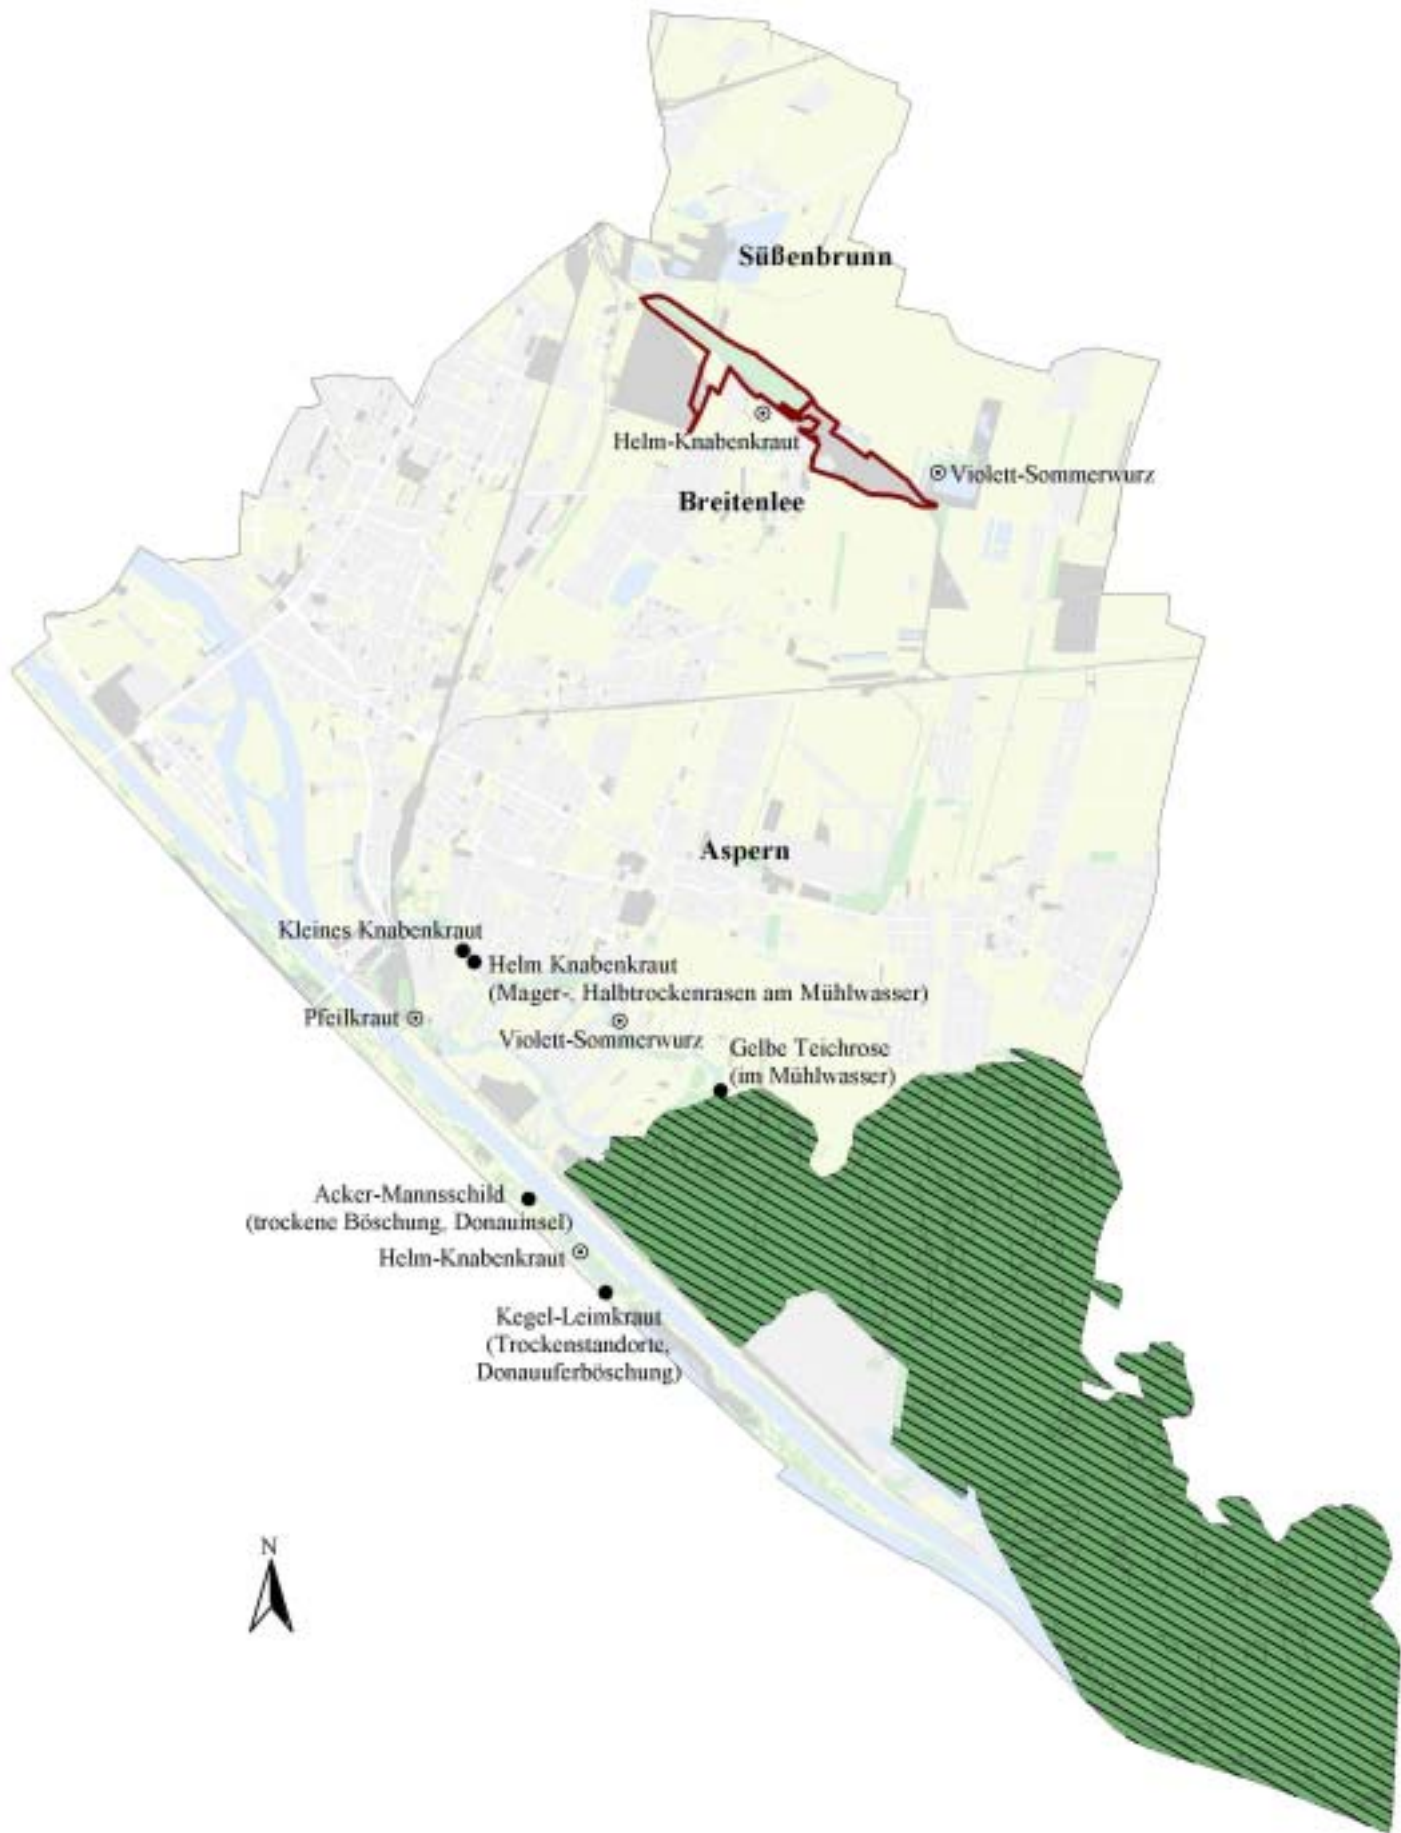 Süßenbrunn
Helm-Knabenkraut
Violett-Sommerwurz
Breitenlee
Aspern
Kleines Knabenkraut
Helm Knabenkraut
(Mager-, Halbtrockenrasen am Mühlwasser)
Pfeilkraut
Violett-Sommerwurz
Gelbe Teichrose
(im Mühlwasser)
Acker-Mannsschild
(trockene Böschung, Donauinsel)
Helm-Knabenkraut
Kegel-Leimkraut
(Trockenstandorte,
Donauuferböschung)
N